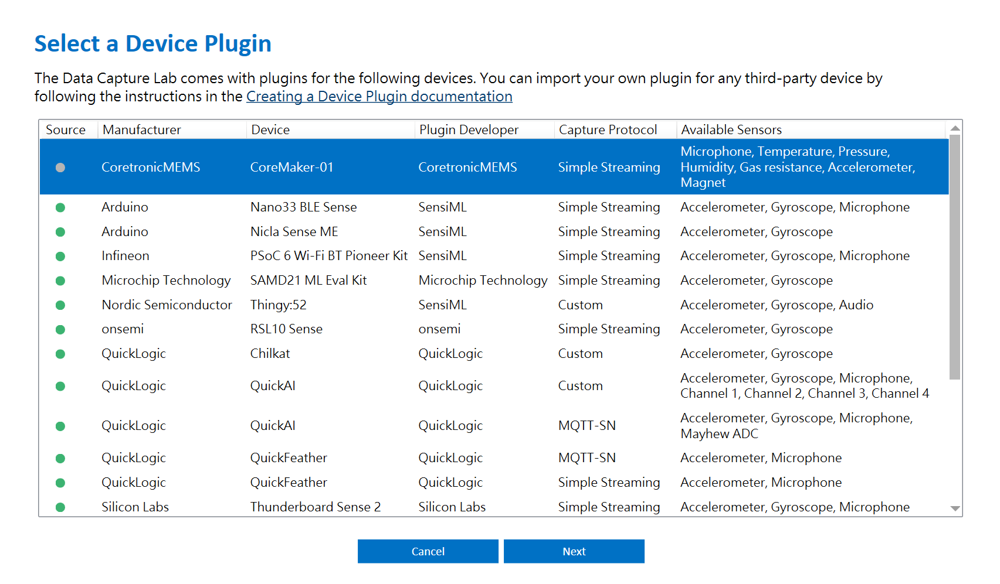 Select a Device Plugin
The Data Capture Lab comes with plugins for the following devices. You can import your own plugin for any third-party device by
following the instructions in the Creating a Device Plugin documentation
Source Manufacturer Device Plugin Developer Capture Protocol Available Sensors
CoretronicMEMS CoreMaker-01 CoretronicMEMS Simple Streaming Microphone, Temperature, Pressure,
Humidity, Gas resistance, Accelerometer,
Magnet
Arduino Nano33 BLE Sense SensiML Simple Streaming Accelerometer, Gyroscope, Microphone
Arduino Nicla Sense ME SensiML Simple Streaming Accelerometer, Gyroscope
Infineon PSoC 6 Wi-Fi BT Pioneer Kit SensiML Simple Streaming Accelerometer, Gyroscope, Microphone
Microchip Technology SAMD21 ML Eval Kit Microchip Technology Simple Streaming Accelerometer, Gyroscope
Nordic Semiconductor Thingy:52 SensiML Custom Accelerometer, Gyroscope, Audio
onsemi RSL10 Sense onsemi Simple Streaming Accelerometer, Gyroscope
QuickLogic Chilkat QuickLogic Custom Accelerometer, Gyroscope
QuickLogic QuickAI QuickLogic Custom Accelerometer, Gyroscope, Microphone,
Channel 1, Channel 2, Channel 3, Channel 4
QuickLogic QuickAI QuickLogic MQTT-SN Accelerometer, Gyroscope, Microphone,
Mayhew ADC
QuickLogic QuickFeather QuickLogic MQTT-SN Accelerometer, Microphone
QuickLogic QuickFeather QuickLogic Simple Streaming Accelerometer, Microphone
Silicon Labs Thunderboard Sense 2 Silicon Labs Simple Streaming Accelerometer, Gyroscope, Microphone
Cancel Next